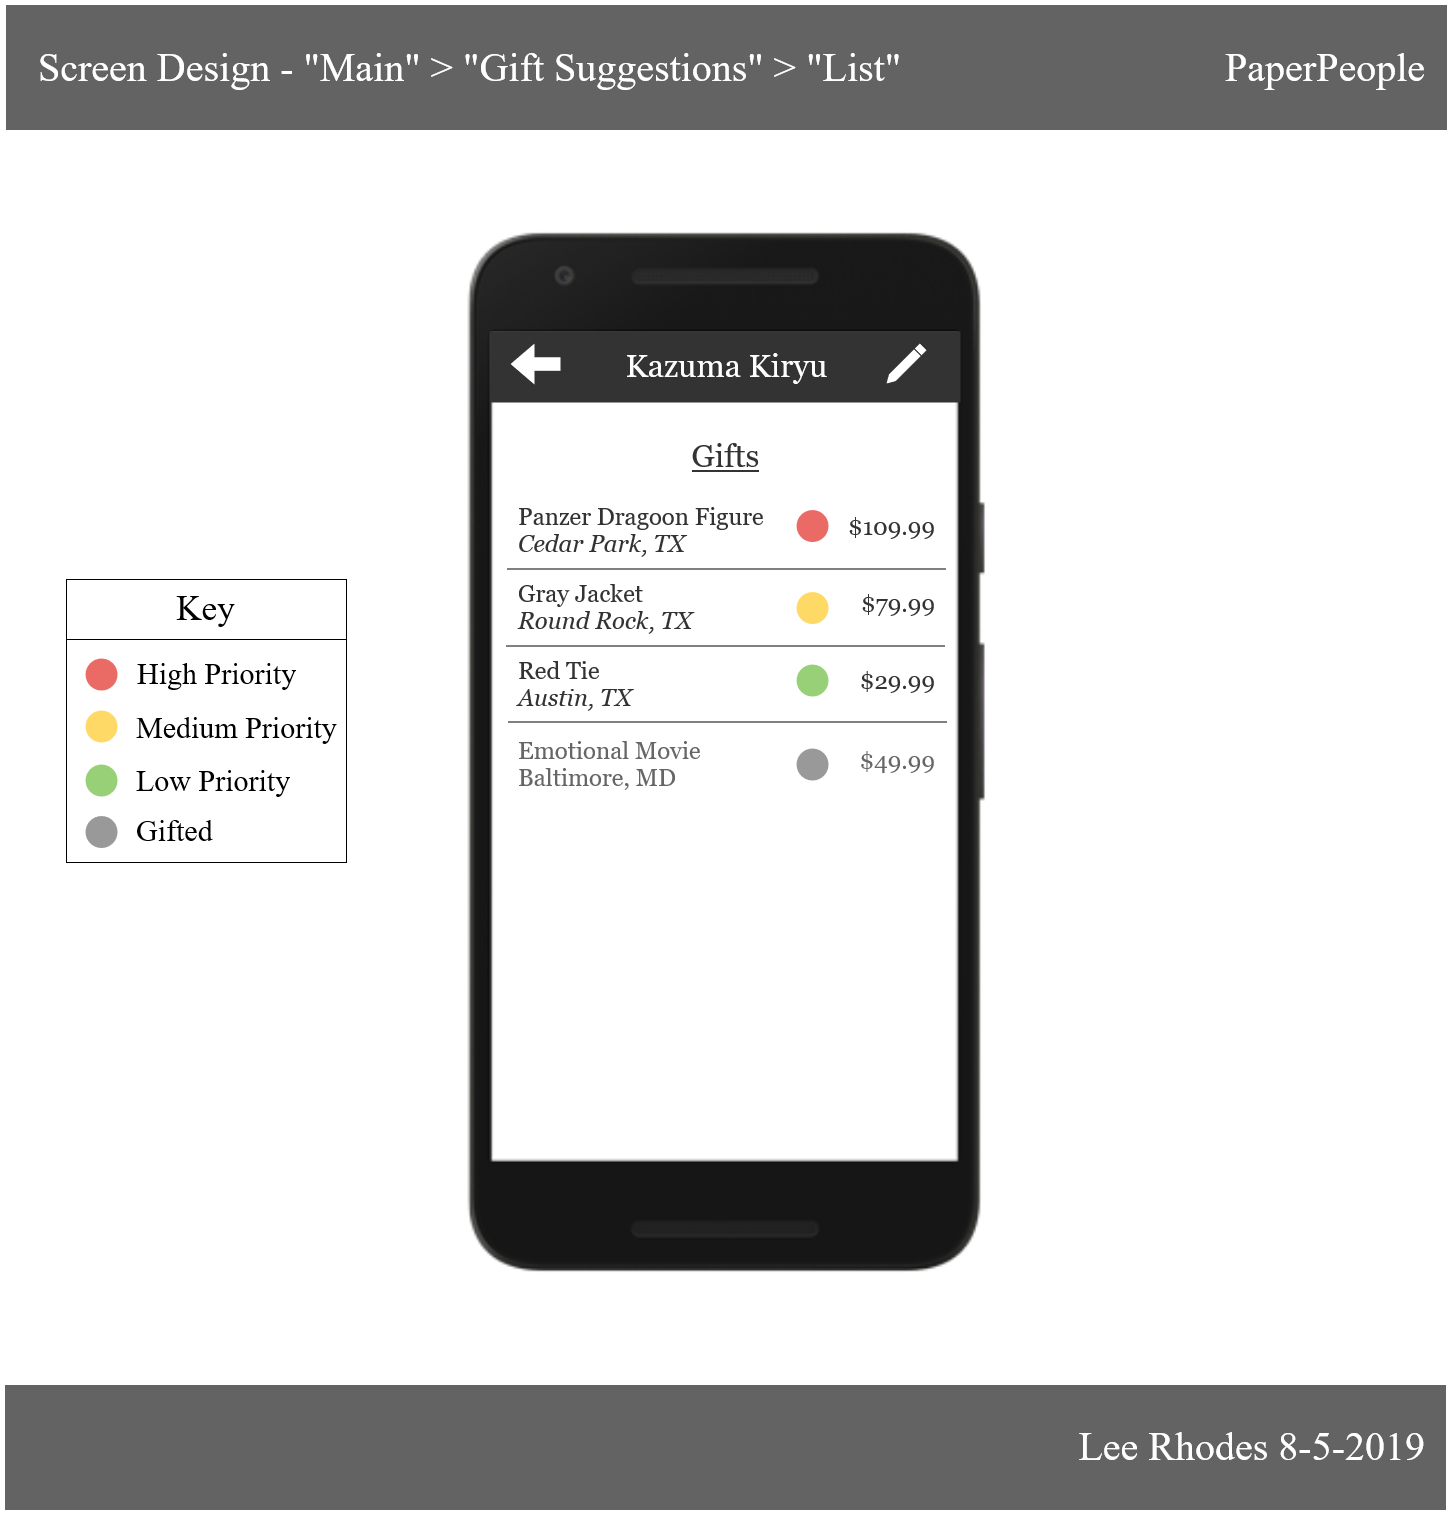 Screen Design - "Main" > "Gift Suggestions" > "List"
PaperPeople
Kazuma Kiryu
Gifts
Panzer Dragoon Figure
Cedar Park, TX
$109.99
Gray Jacket
Round Rock, TX
$79.99
Red Tie
Austin, TX
$29.99
Emotional Movie
Baltimore, MD
$49.99
Key
High Priority
Medium Priority
Low Priority
Gifted
Lee Rhodes 8-5-2019